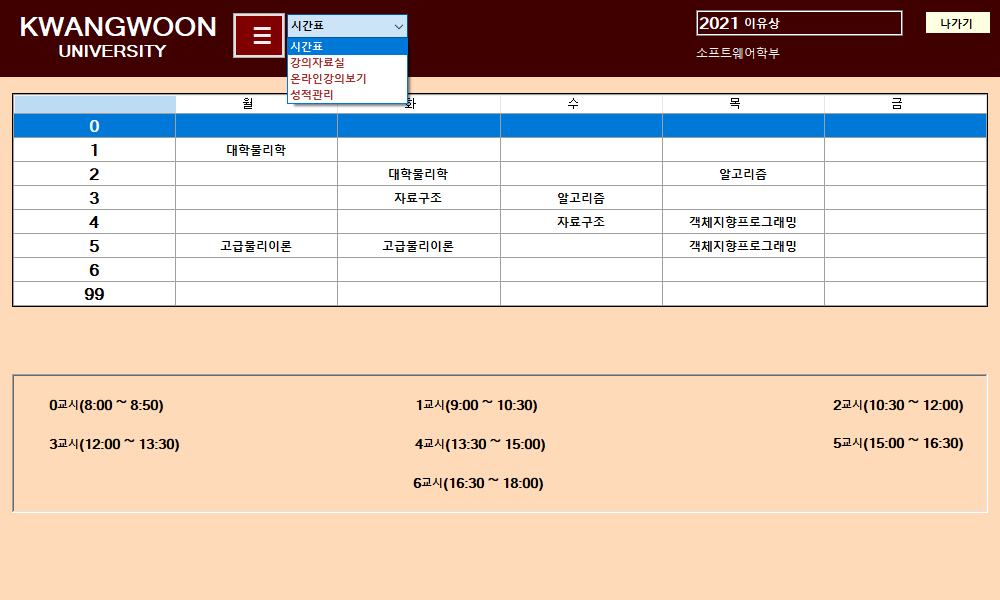 KWANGWOON
UNIVERSITY
☰
시간표
시간표
강의자료실
온라인강의보기
성적관리
2021 이유상
소프트웨어학부
나가기
월 화 수 목 금
0
1 대학물리학
2 대학물리학 알고리즘
3 자료구조 알고리즘
4 자료구조 객체지향프로그래밍
5 고급물리이론 고급물리이론 객체지향프로그래밍
6
99
0교시(8:00 ~ 8:50) 1교시(9:00 ~ 10:30) 2교시(10:30 ~ 12:00)
3교시(12:00 ~ 13:30) 4교시(13:30 ~ 15:00) 5교시(15:00 ~ 16:30)
6교시(16:30 ~ 18:00)